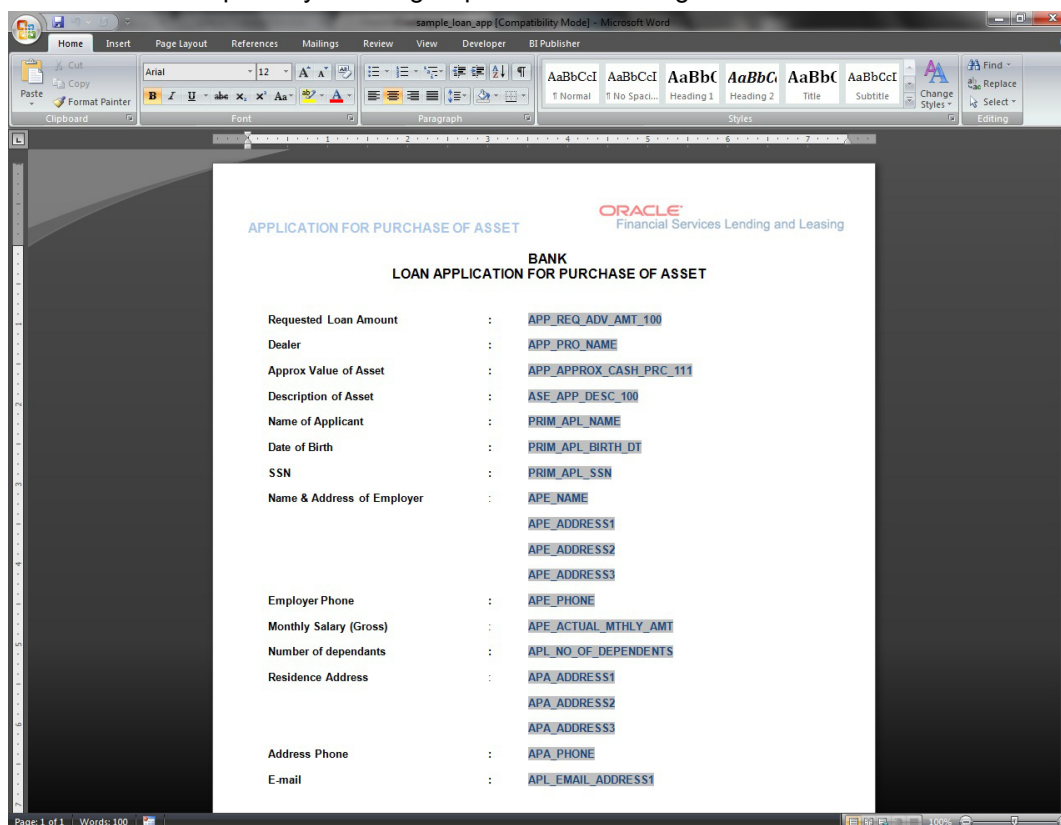 sample_loan_app [Compatibility Mode] - Microsoft Word
Home Insert Page Layout References Mailings Review View Developer BI Publisher
Cut
Copy
Paste
Format Painter
Clipboard
Arial
12
Font
Paragraph
AaBbCcI AaBbCcI AaBbC AaBbC AaBbC AaBbCcI
¶ Normal ¶ No Spaci... Heading 1 Heading 2 Title Subtitle
Change
Styles
Styles
Find
Replace
Select
Editing
ORACLE
APPLICATION FOR PURCHASE OF ASSET Financial Services Lending and Leasing
BANK
LOAN APPLICATION FOR PURCHASE OF ASSET
Requested Loan Amount : APP_REQ_ADV_AMT_100
Dealer : APP_PRO_NAME
Approx Value of Asset : APP_APPROX_CASH_PRC_111
Description of Asset : ASE_APP_DESC_100
Name of Applicant : PRIM_APL_NAME
Date of Birth : PRIM_APL_BIRTH_DT
SSN : PRIM_APL_SSN
Name & Address of Employer : APE_NAME
APE_ADDRESS1
APE_ADDRESS2
APE_ADDRESS3
Employer Phone : APE_PHONE
Monthly Salary (Gross) : APE_ACTUAL_MTHLY_AMT
Number of dependants : APL_NO_OF_DEPENDENTS
Residence Address : APA_ADDRESS1
APA_ADDRESS2
APA_ADDRESS3
Address Phone : APA_PHONE
E-mail : APL_EMAIL_ADDRESS1
Page: 1 of 1 Words: 100 100%